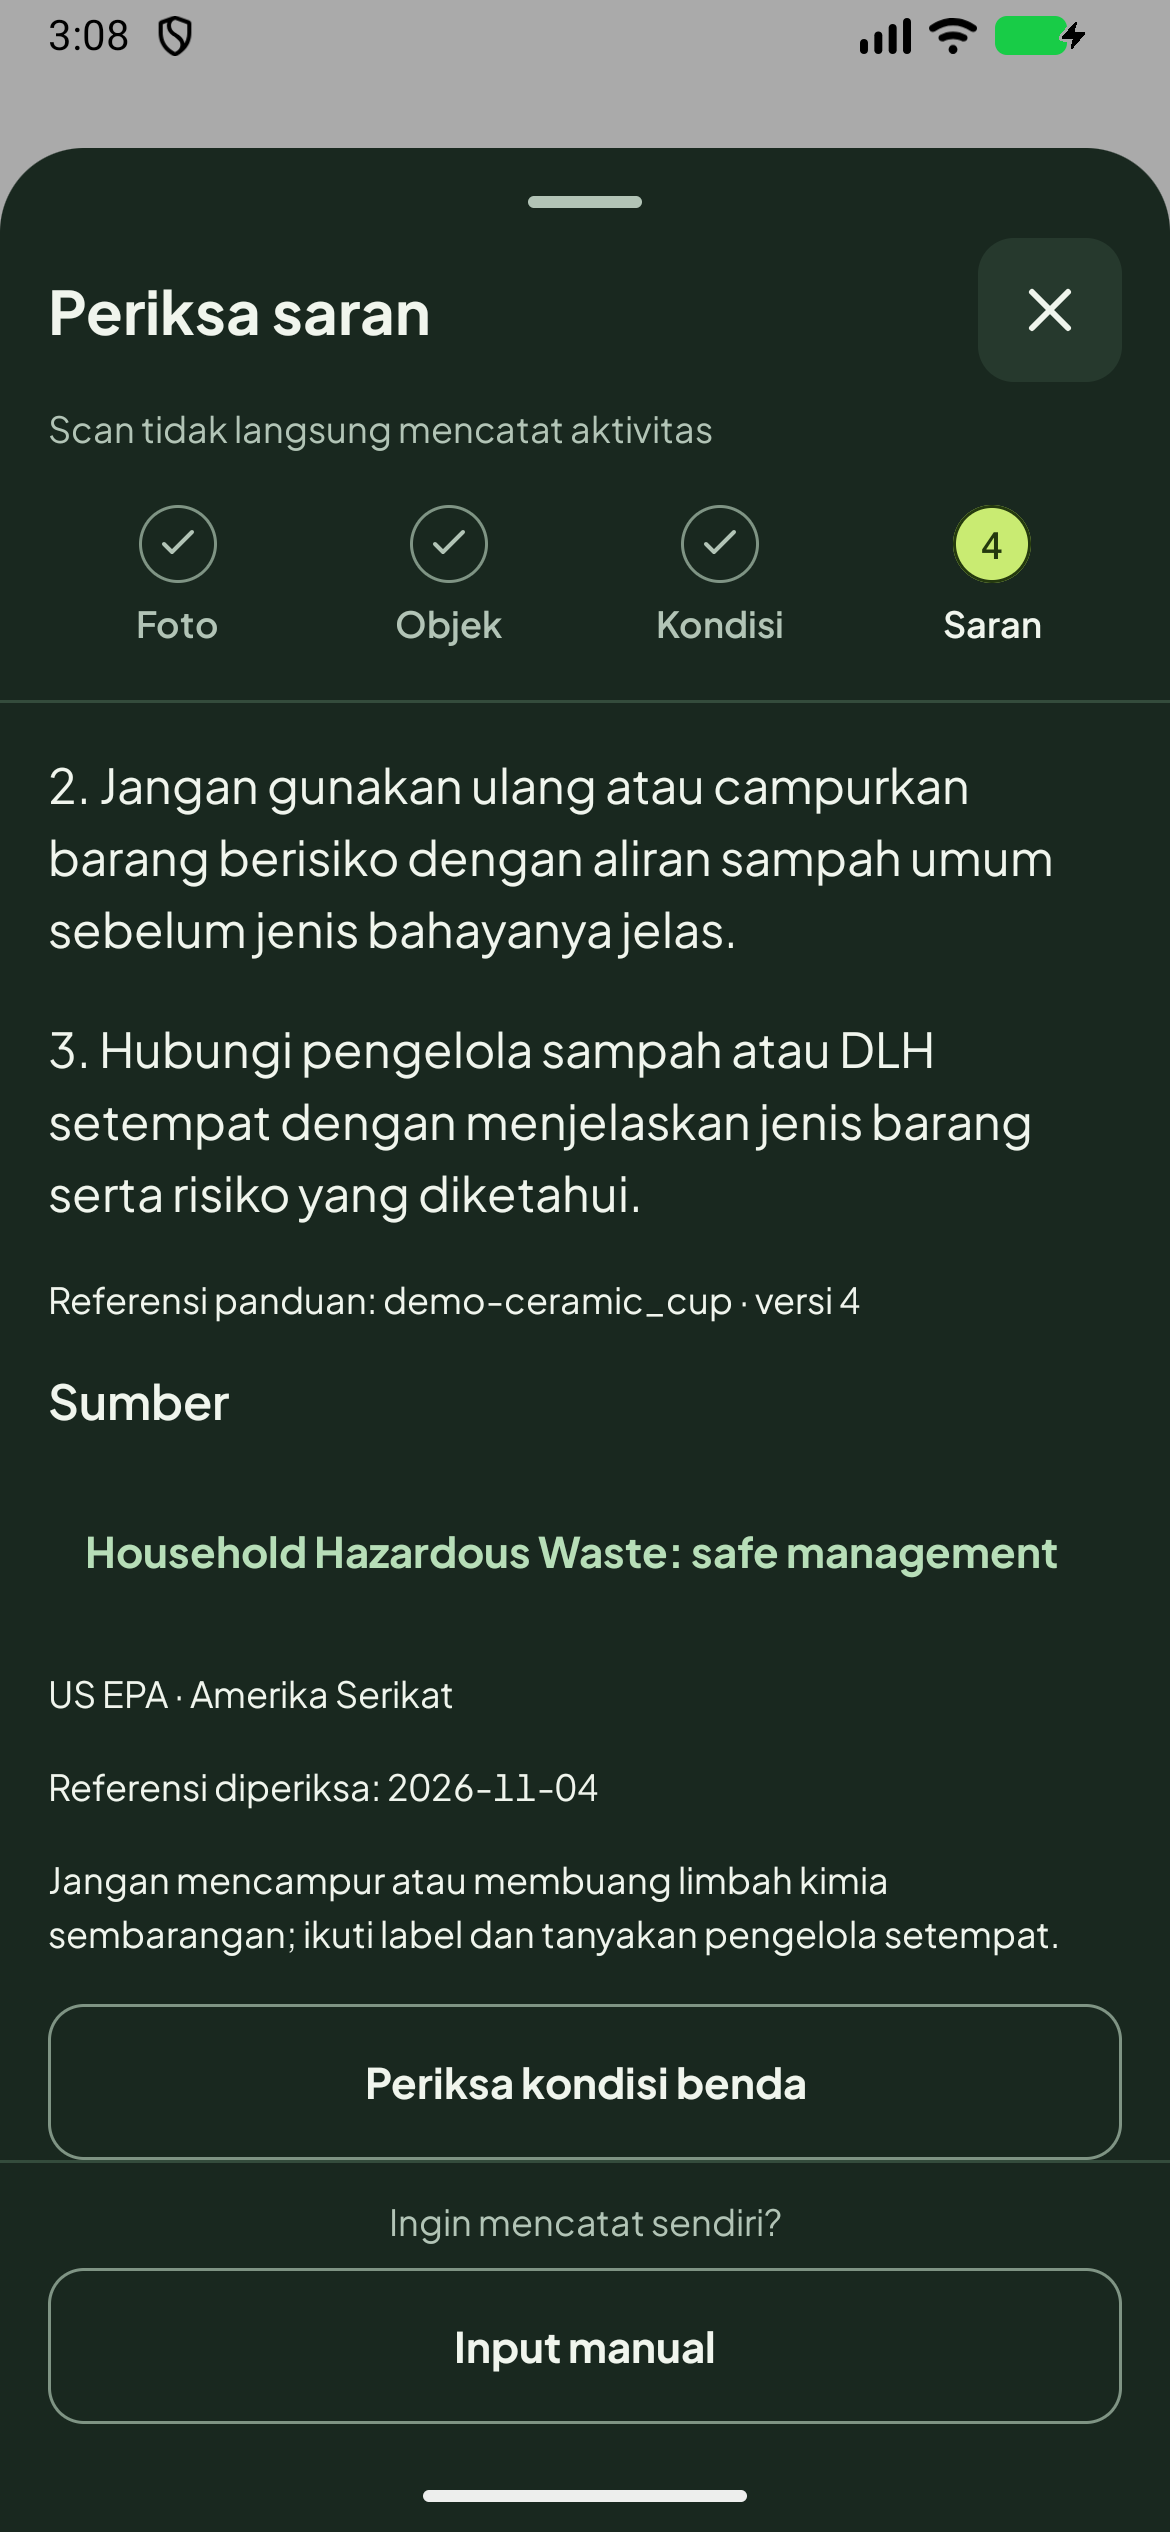 3:08
Periksa saran
Scan tidak langsung mencatat aktivitas
Foto
Objek
Kondisi
4
Saran
2. Jangan gunakan ulang atau campurkan
barang berisiko dengan aliran sampah umum
sebelum jenis bahayanya jelas.
3. Hubungi pengelola sampah atau DLH
setempat dengan menjelaskan jenis barang
serta risiko yang diketahui.
Referensi panduan: demo-ceramic_cup · versi 4
Sumber
Household Hazardous Waste: safe management
US EPA · Amerika Serikat
Referensi diperiksa: 2026-11-04
Jangan mencampur atau membuang limbah kimia
sembarangan; ikuti label dan tanyakan pengelola setempat.
Periksa kondisi benda
Ingin mencatat sendiri?
Input manual